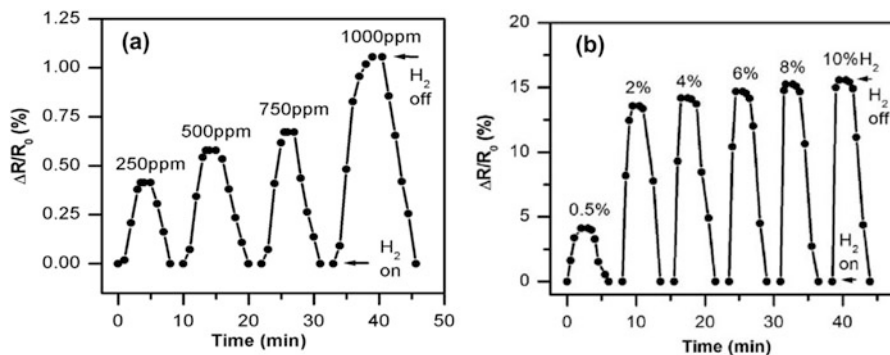 (a)
1.25
1.00
0.75
0.50
0.25
0.00
ΔR/R₀ (%)
250ppm
500ppm
750ppm
1000ppm
H₂
off
H₂
on
0 10 20 30 40 50
Time (min)
(b)
20
15
10
5
0
ΔR/R₀ (%)
0.5%
2%
4%
6%
8%
10% H₂
H₂
off
H₂
on
0 10 20 30 40
Time (min)